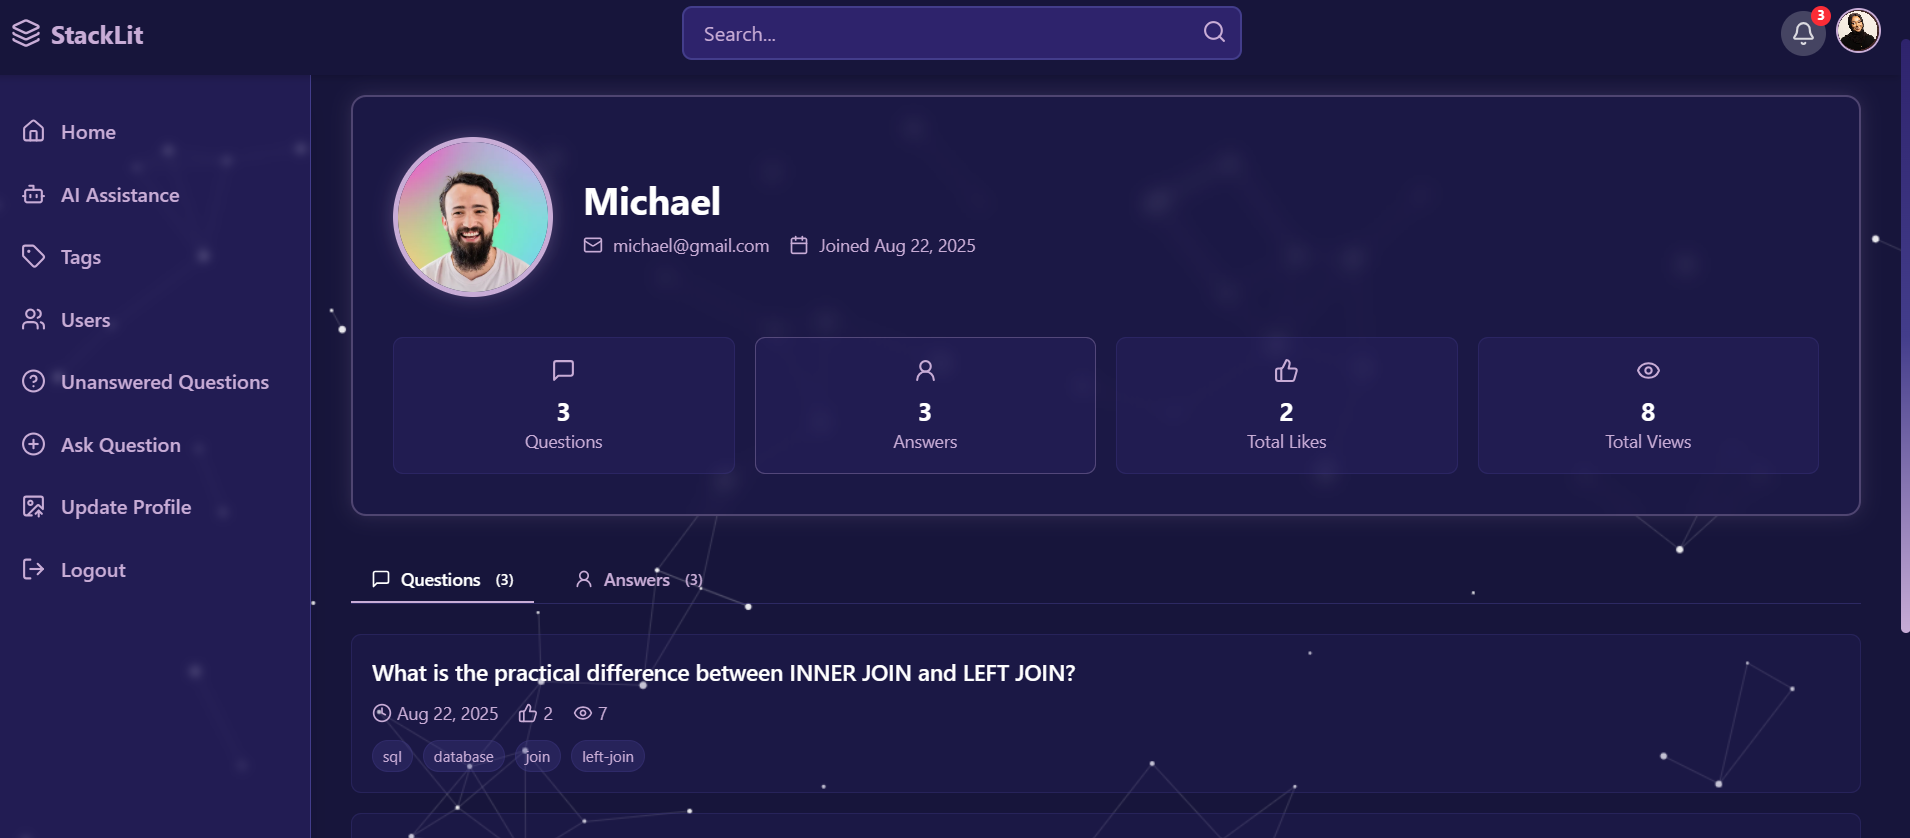 StackLit
Search...
3
Home
AI Assistance
Tags
Users
Unanswered Questions
Ask Question
Update Profile
Logout
Michael
michael@gmail.com Joined Aug 22, 2025
3
Questions
3
Answers
2
Total Likes
8
Total Views
Questions (3) Answers (3)
What is the practical difference between INNER JOIN and LEFT JOIN?
Aug 22, 2025 2 7
sql database join left-join